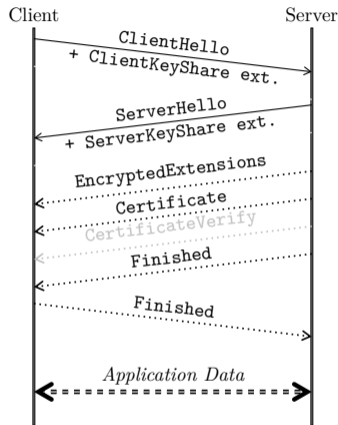 Client
Server
ClientHello
+ ClientKeyShare ext.
ServerHello
+ ServerKeyShare ext.
EncryptedExtensions
Certificate
CertificateVerify
Finished
Finished
Application Data